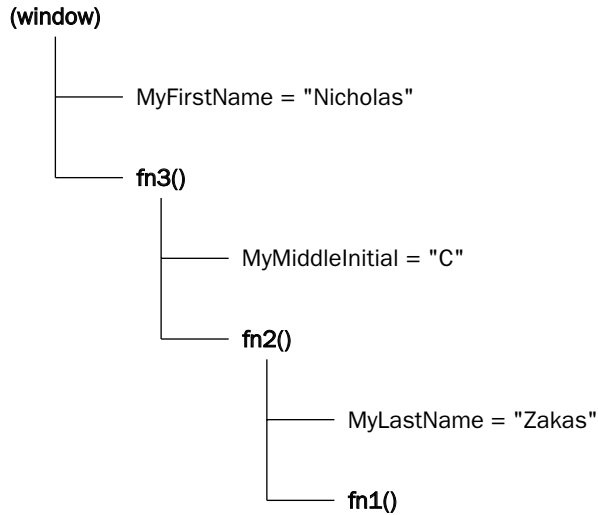 (window)
MyFirstName = "Nicholas"
fn3()
MyMiddleInitial = "C"
fn2()
MyLastName = "Zakas"
fn1()